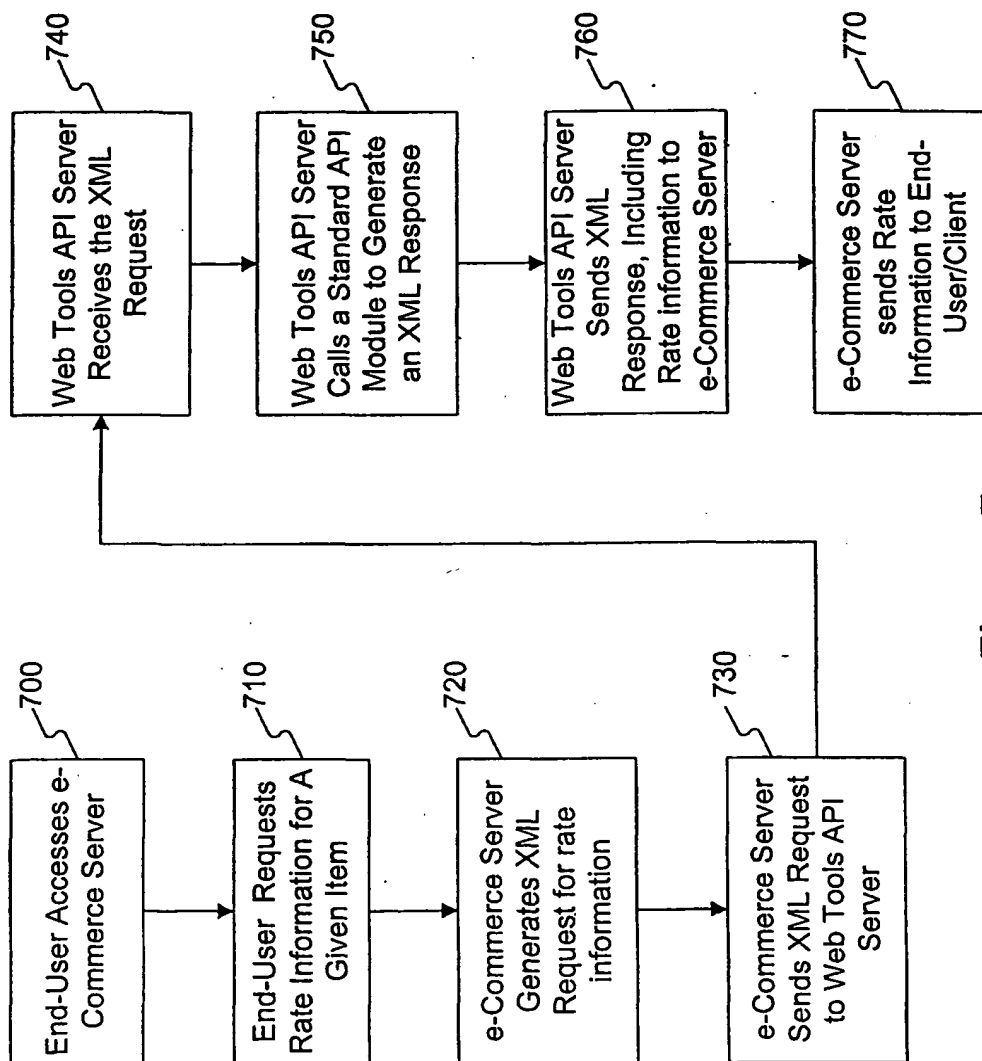 700
End-User Accesses e-
Commerce Server
710
End-User Requests
Rate Information for A
Given Item
720
e-Commerce Server
Generates XML
Request for rate
information
730
e-Commerce Server
Sends XML Request
to Web Tools API
Server
740
Web Tools API Server
Receives the XML
Request
750
Web Tools API Server
Calls a Standard API
Module to Generate
an XML Response
760
Web Tools API Server
Sends XML
Response, Including
Rate information to
e-Commerce Server
770
e-Commerce Server
sends Rate
Information to End-
User/Client